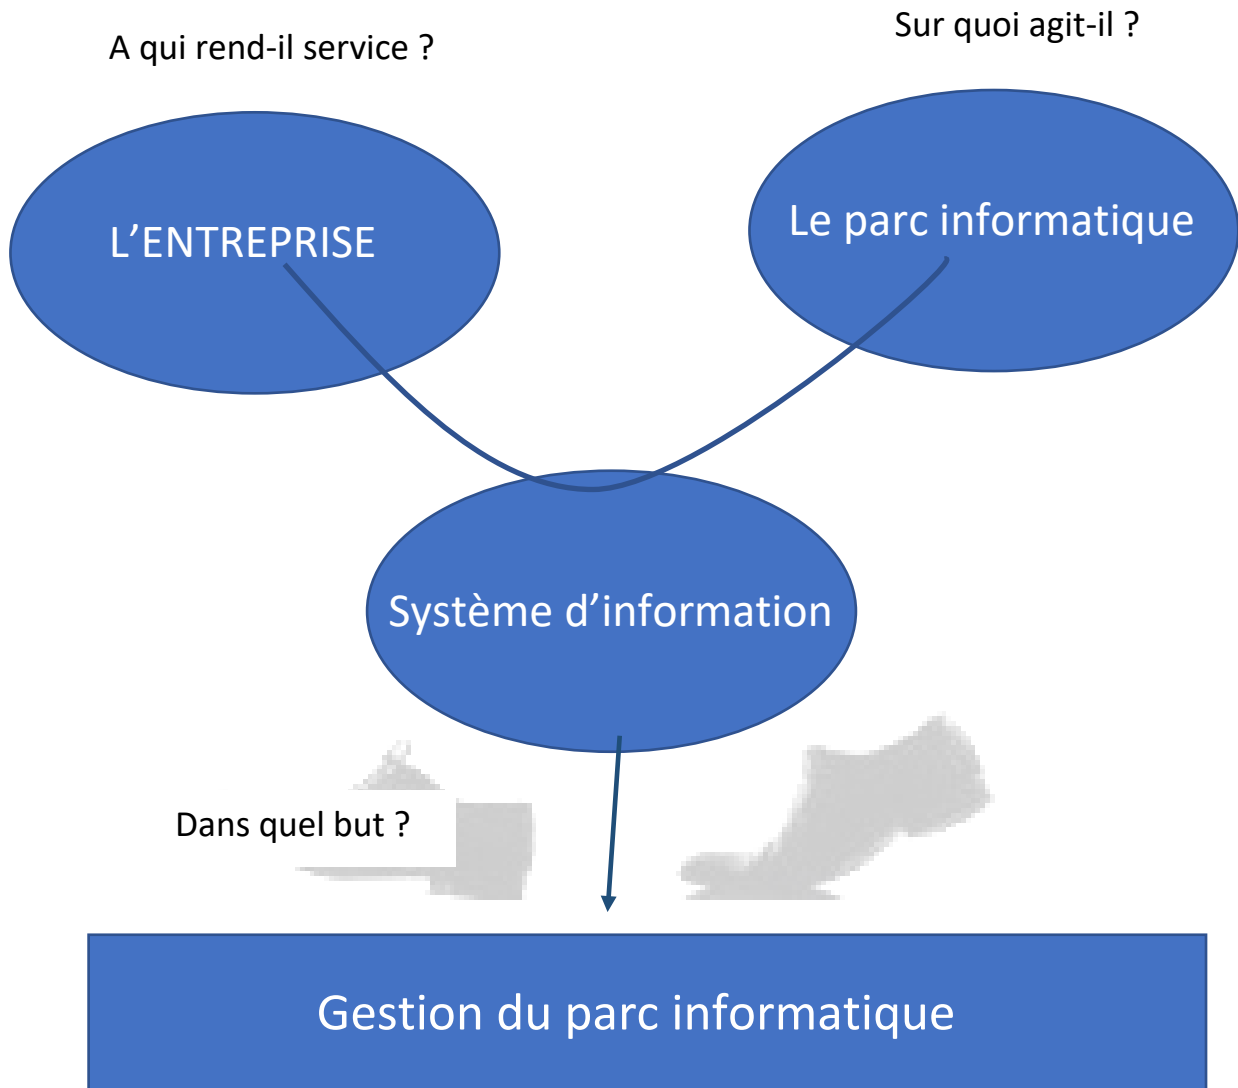 A qui rend-il service ?
Sur quoi agit-il ?
L’ENTREPRISE
Le parc informatique
Système d’information
Dans quel but ?
Gestion du parc informatique